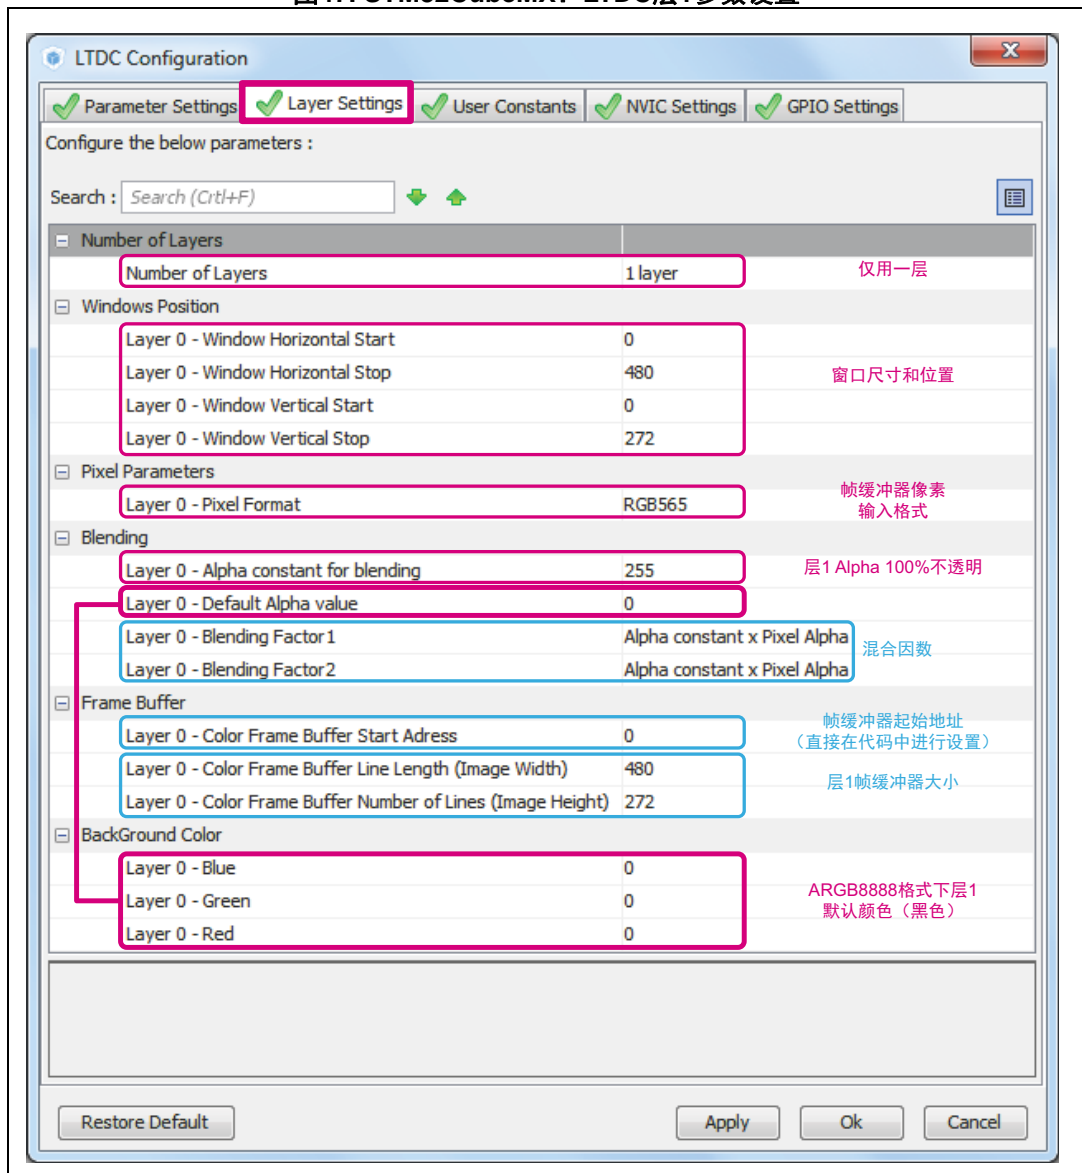 LTDC Configuration
x
Parameter Settings Layer Settings User Constants NVIC Settings GPIO Settings
Configure the below parameters :
Search : Search (Crtl+F)
Number of Layers
Number of Layers 1 layer 仅用一层
Windows Position
Layer 0 - Window Horizontal Start 0
Layer 0 - Window Horizontal Stop 480 窗口尺寸和位置
Layer 0 - Window Vertical Start 0
Layer 0 - Window Vertical Stop 272
Pixel Parameters
Layer 0 - Pixel Format RGB565
帧缓冲器像素
输入格式
Blending
Layer 0 - Alpha constant for blending 255 层1 Alpha 100%不透明
Layer 0 - Default Alpha value 0
Layer 0 - Blending Factor1 Alpha constant x Pixel Alpha
Layer 0 - Blending Factor2 Alpha constant x Pixel Alpha
混合因数
Frame Buffer
Layer 0 - Color Frame Buffer Start Adress 0
帧缓冲器起始地址
（直接在代码中进行设置）
Layer 0 - Color Frame Buffer Line Length (Image Width) 480
Layer 0 - Color Frame Buffer Number of Lines (Image Height) 272
层1帧缓冲器大小
BackGround Color
Layer 0 - Blue 0
Layer 0 - Green 0
Layer 0 - Red 0
ARGB8888格式下层1
默认颜色（黑色）
Restore Default Apply Ok Cancel